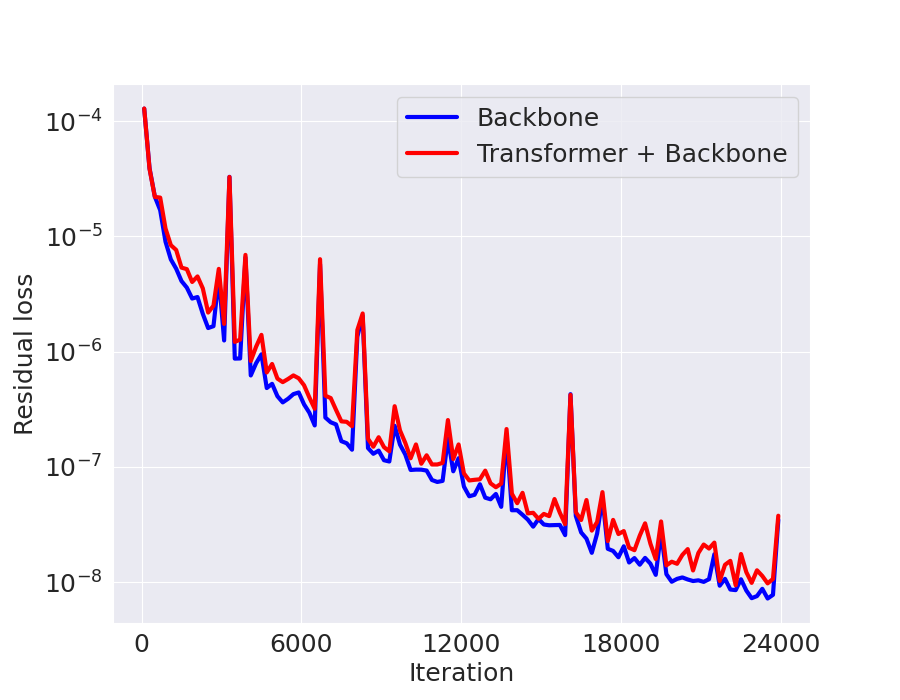 Backbone
Transformer + Backbone
10⁻⁴
10⁻⁵
10⁻⁶
10⁻⁷
10⁻⁸
Residual loss
0 6000 12000 18000 24000
Iteration